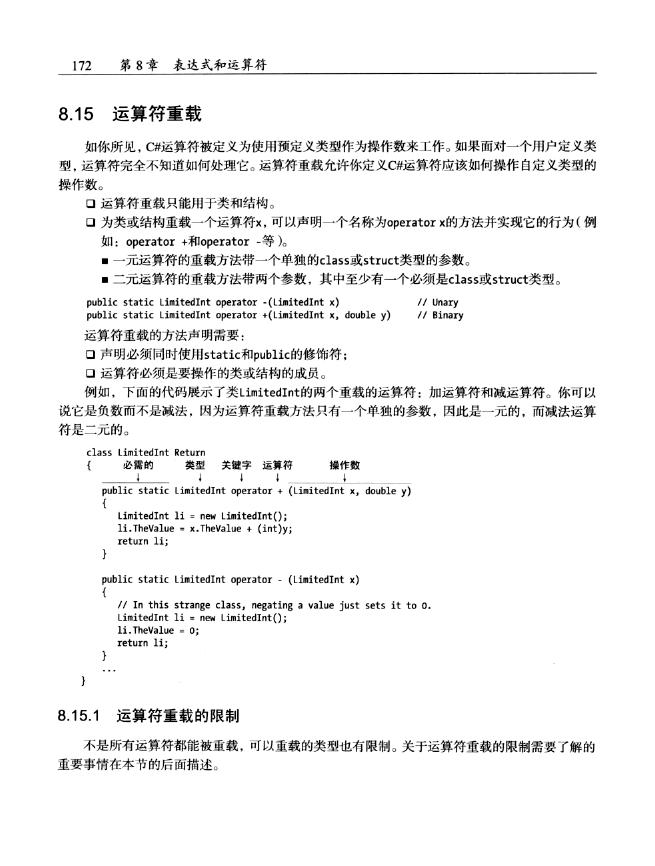 172 第8章 表达式和运算符
8.15 运算符重载
如你所见，C#运算符被定义为使用预定义类型作为操作数来工作。如果面对一个用户定义类
型，运算符完全不知道如何处理它。运算符重载允许你定义C#运算符应该如何操作自定义类型的
操作数。
❑ 运算符重载只能用于类和结构。
❑ 为类或结构重载一个运算符x，可以声明一个名称为operator x的方法并实现它的行为（例
如：operator +和operator -等）。
■ 一元运算符的重载方法带一个单独的class或struct类型的参数。
■ 二元运算符的重载方法带两个参数，其中至少有一个必须是class或struct类型。
public static LimitedInt operator -(LimitedInt x) // Unary
public static LimitedInt operator +(LimitedInt x, double y) // Binary
运算符重载的方法声明需要：
❑ 声明必须同时使用static和public的修饰符；
❑ 运算符必须是要操作的类或结构的成员。
例如，下面的代码展示了类LimitedInt的两个重载的运算符：加运算符和减运算符。你可以
说它是负数而不是减法，因为运算符重载方法只有一个单独的参数，因此是一元的，而减法运算
符是二元的。
class LimitedInt Return
{ 必需的 类型 关键字 运算符 操作数
↓ ↓ ↓ ↓ ↓
public static LimitedInt operator + (LimitedInt x, double y)
{
LimitedInt li = new LimitedInt();
li.TheValue = x.TheValue + (int)y;
return li;
}
public static LimitedInt operator - (LimitedInt x)
{
// In this strange class, negating a value just sets it to 0.
LimitedInt li = new LimitedInt();
li.TheValue = 0;
return li;
}
...
}
8.15.1 运算符重载的限制
不是所有运算符都能被重载，可以重载的类型也有限制。关于运算符重载的限制需要了解的
重要事情在本节的后面描述。